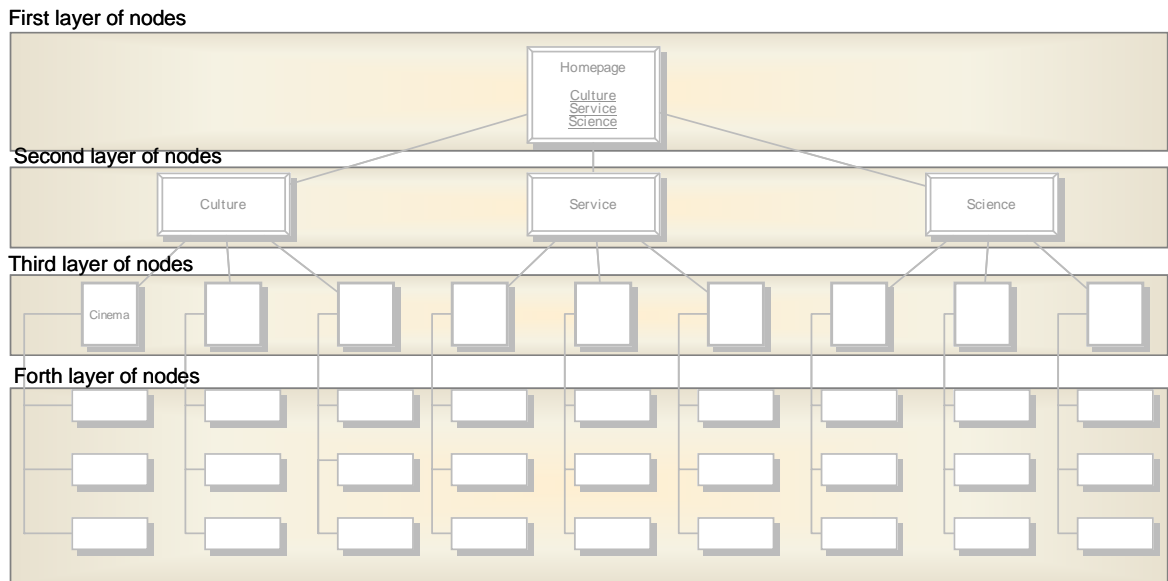 First layer of nodes
Homepage
Culture
Service
Science
Second layer of nodes
Culture
Service
Science
Third layer of nodes
Cinema
Forth layer of nodes